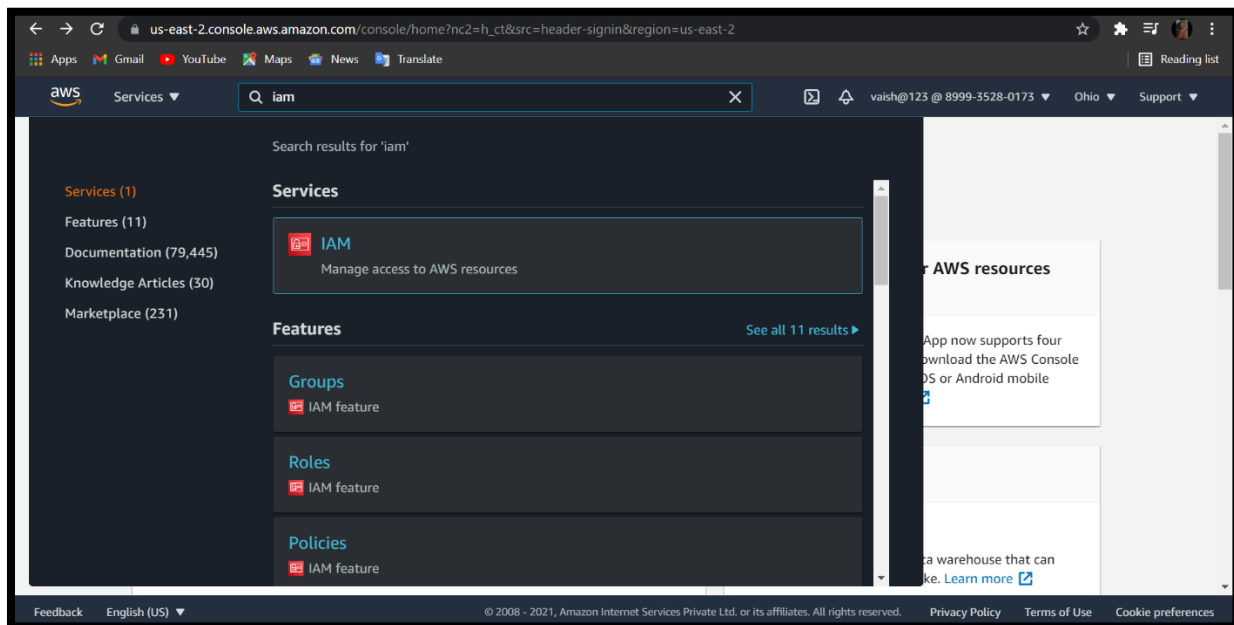 us-east-2.console.aws.amazon.com/console/home?nc2=h_ct&src=header-signin&region=us-east-2
Apps Gmail YouTube Maps News Translate Reading list
aws Services ▼ iam vaish@123 @ 8999-3528-0173 ▼ Ohio ▼ Support ▼
Search results for 'iam'
Services (1)
Features (11)
Documentation (79,445)
Knowledge Articles (30)
Marketplace (231)
Services
IAM
Manage access to AWS resources
Features See all 11 results
Groups
IAM feature
Roles
IAM feature
Policies
IAM feature
r AWS resources
App now supports four
ownload the AWS Console
OS or Android mobile
ta warehouse that can
ke. Learn more
Feedback English (US) ▼ © 2008 - 2021, Amazon Internet Services Private Ltd. or its affiliates. All rights reserved. Privacy Policy Terms of Use Cookie preferences